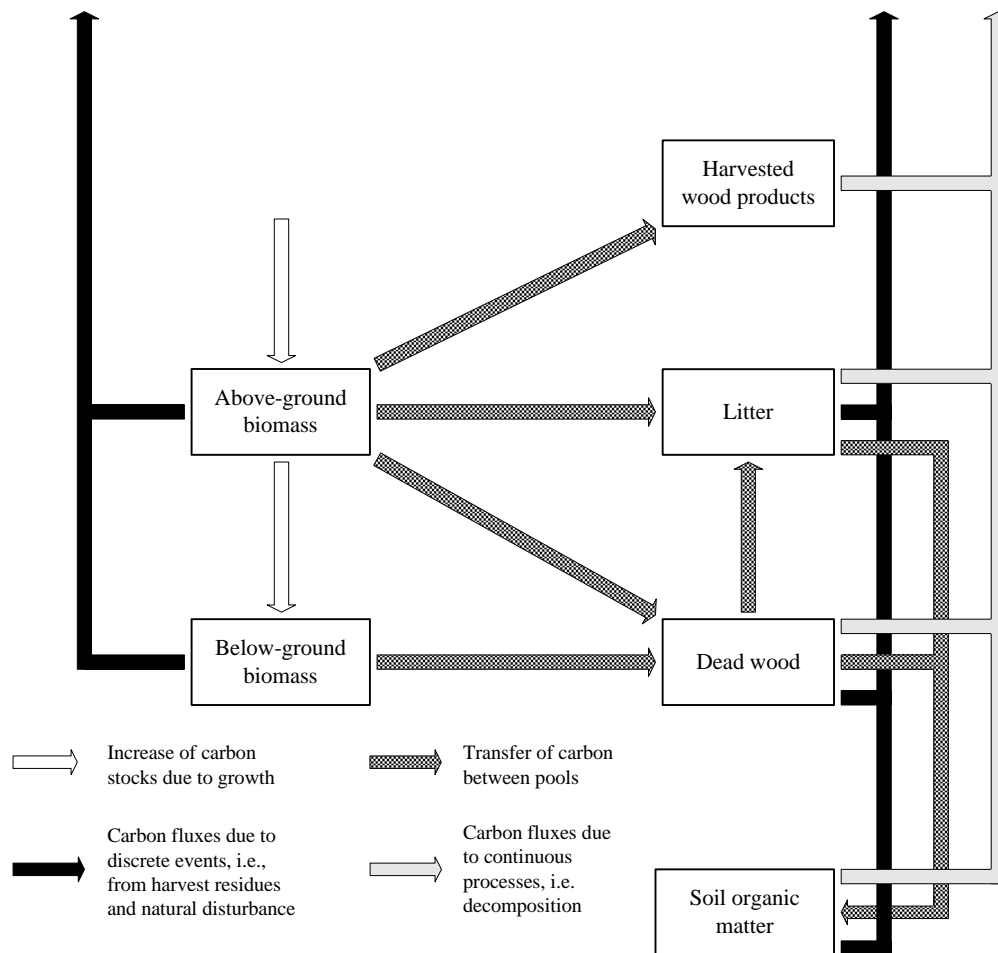 Harvested
wood products
Above-ground
biomass
Litter
Below-ground
biomass
Dead wood
Increase of carbon
stocks due to growth
Transfer of carbon
between pools
Carbon fluxes due to
discrete events, i.e.,
from harvest residues
and natural disturbance
Carbon fluxes due
to continuous
processes, i.e.
decomposition
Soil organic
matter